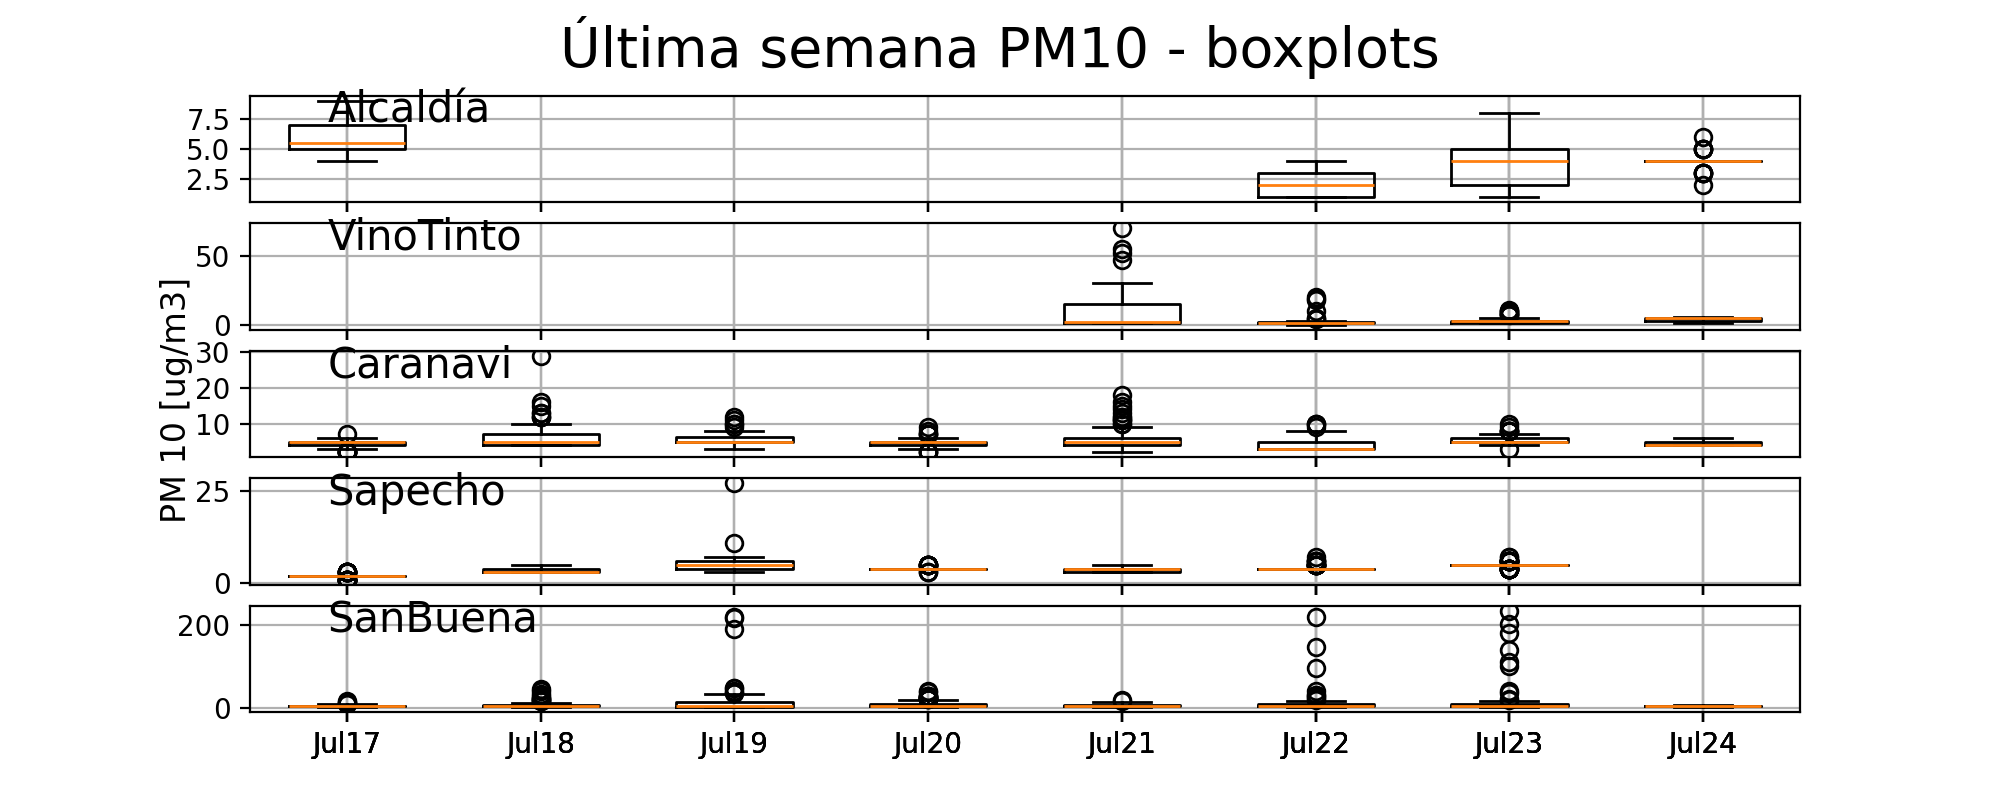 Última semana PM10 - boxplots
Alcaldía
7.5
5.0
2.5
VinoTinto
50
0
PM 10 [ug/m3]
Caranavi
30
20
10
Sapecho
25
0
SanBuena
200
0
Jul17 Jul18 Jul19 Jul20 Jul21 Jul22 Jul23 Jul24